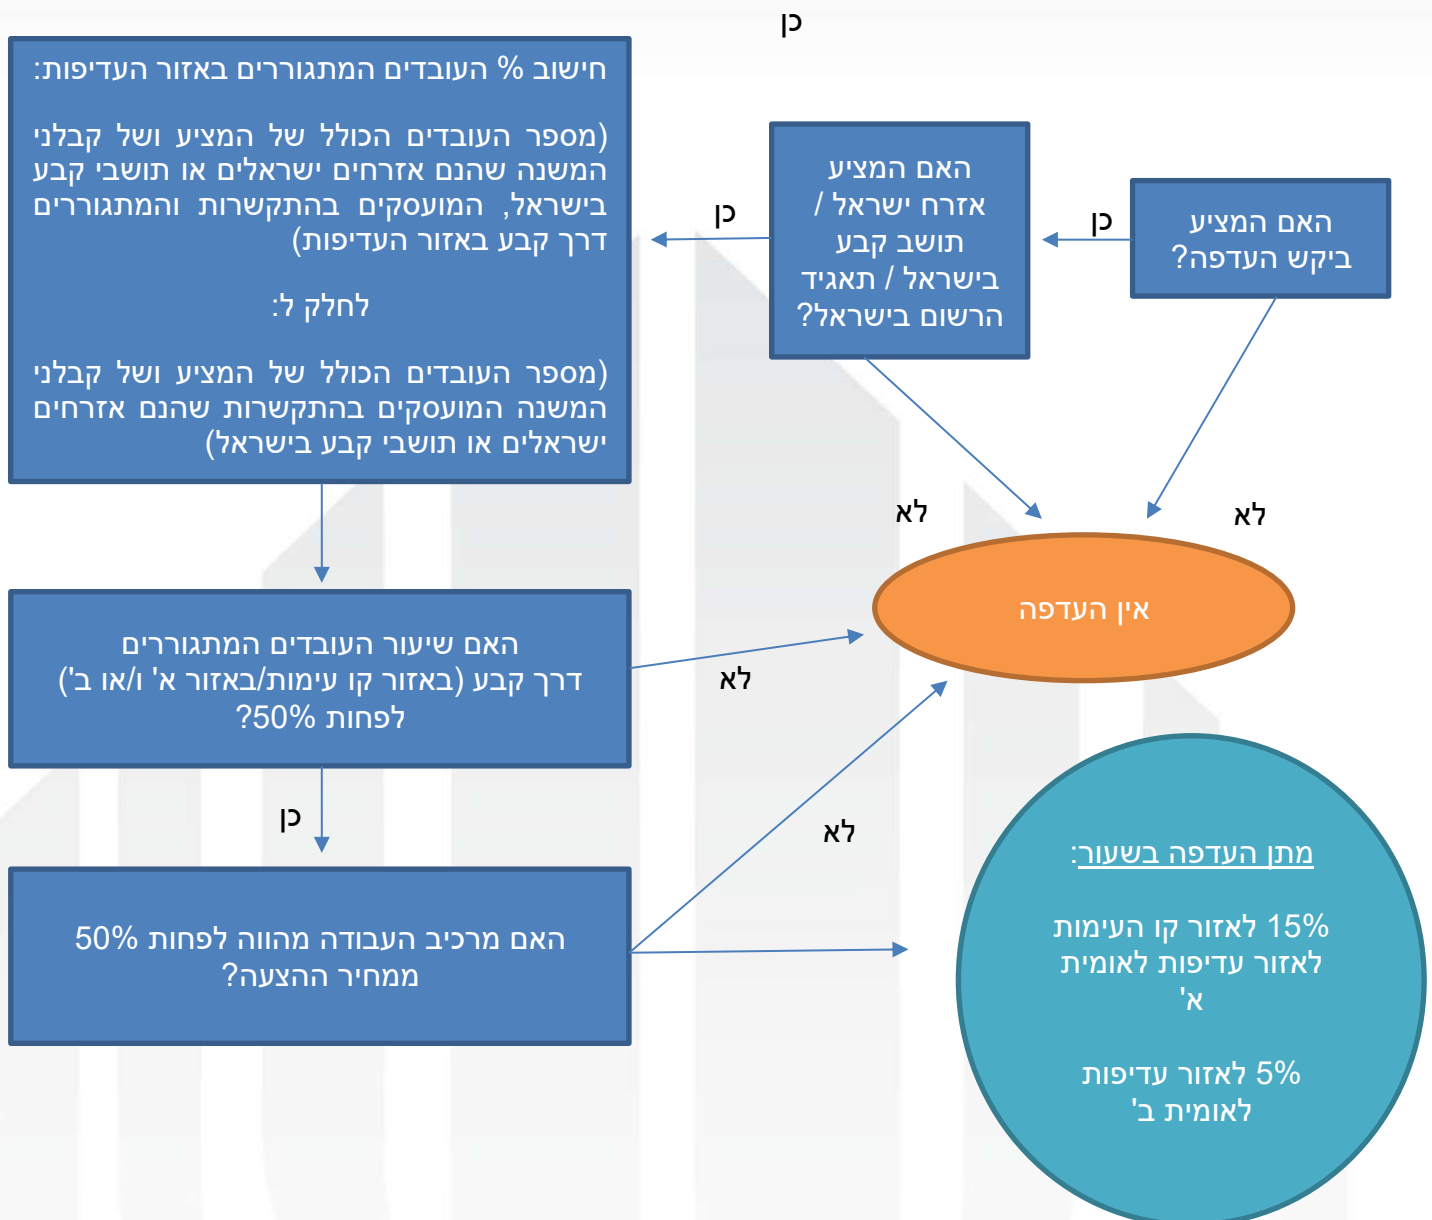 כן
האם המציע
ביקש העדפה?
כן
לא
האם המציע
אזרח ישראל /
תושב קבע
בישראל / תאגיד
הרשום בישראל?
כן
לא
חישוב % העובדים המתגוררים באזור העדיפות:
(מספר העובדים הכולל של המציע ושל קבלני
המשנה שהנם אזרחים ישראלים או תושבי קבע
בישראל, המועסקים בהתקשרות והמתגוררים
דרך קבע באזור העדיפות)
לחלק ל:
(מספר העובדים הכולל של המציע ושל קבלני
המשנה המועסקים בהתקשרות שהנם אזרחים
ישראלים או תושבי קבע בישראל)
אין העדפה
האם שיעור העובדים המתגוררים
דרך קבע (באזור קו עימות/באזור א' ו/או ב')
לפחות 50%?
לא
כן
האם מרכיב העבודה מהווה לפחות 50%
ממחיר ההצעה?
לא
מתן העדפה בשעור:
15% לאזור קו העימות
לאזור עדיפות לאומית
א'
5% לאזור עדיפות
לאומית ב'